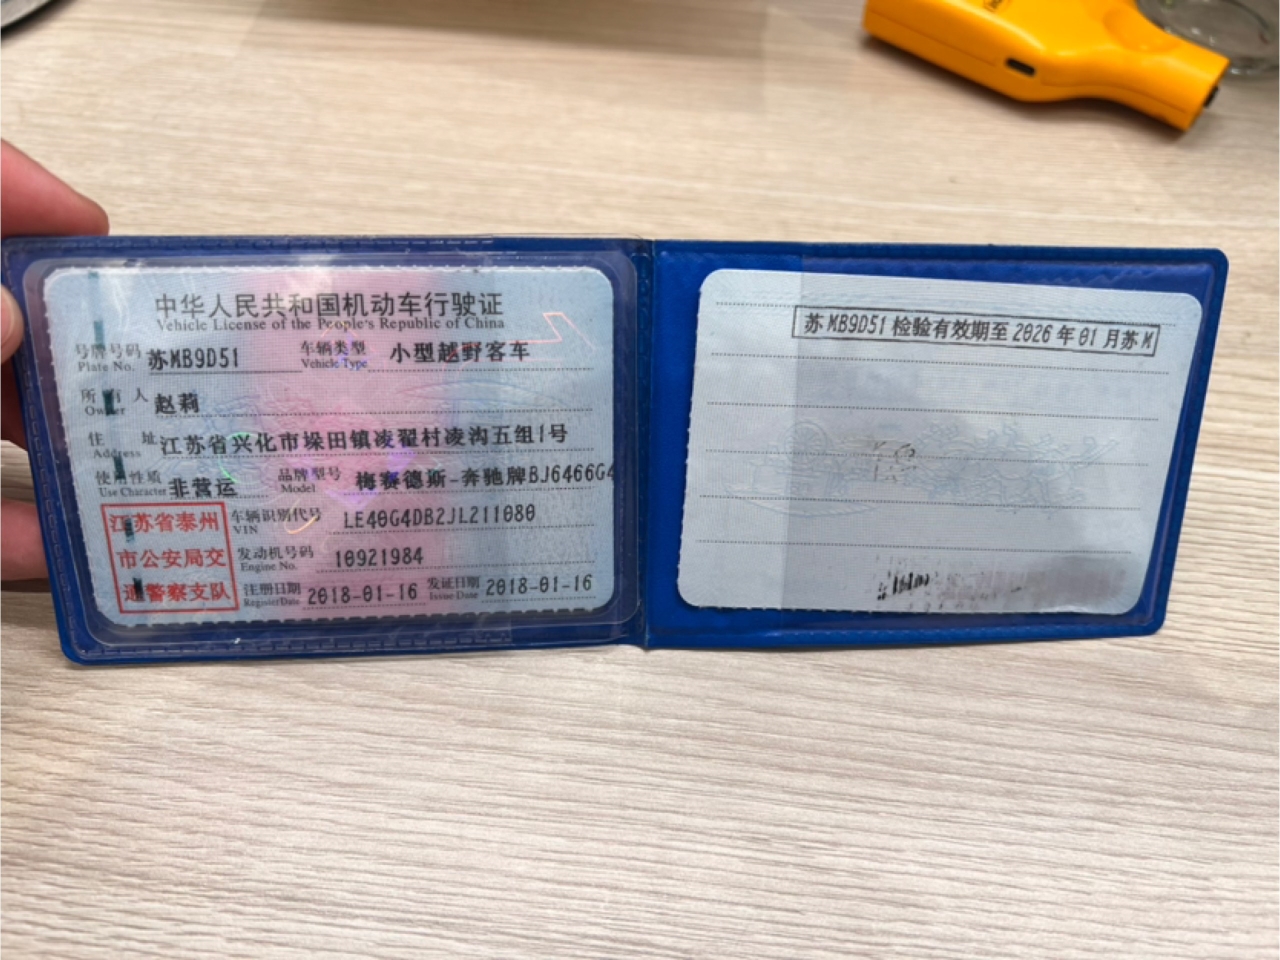 中华人民共和国机动车行驶证
Vehicle License of the People's Republic of China
号牌号码 苏MB9D51 车辆类型 小型越野客车
Plate No. Vehicle Type
所有人 赵莉
Owner
住址 江苏省兴化市垛田镇凌翟村凌沟五组1号
Address
使用性质 非营运 品牌型号 梅赛德斯-奔驰牌BJ6466G4
Use Character Model
江苏省泰州
市公安局交
通警察支队
车辆识别代号 LE40G4DB2JL211080
VIN
发动机号码 10921984
Engine No.
注册日期 2018-01-16 发证日期 2018-01-16
Register Date Issue Date
苏MB9D51 检验有效期至 2026 年 01 月苏M